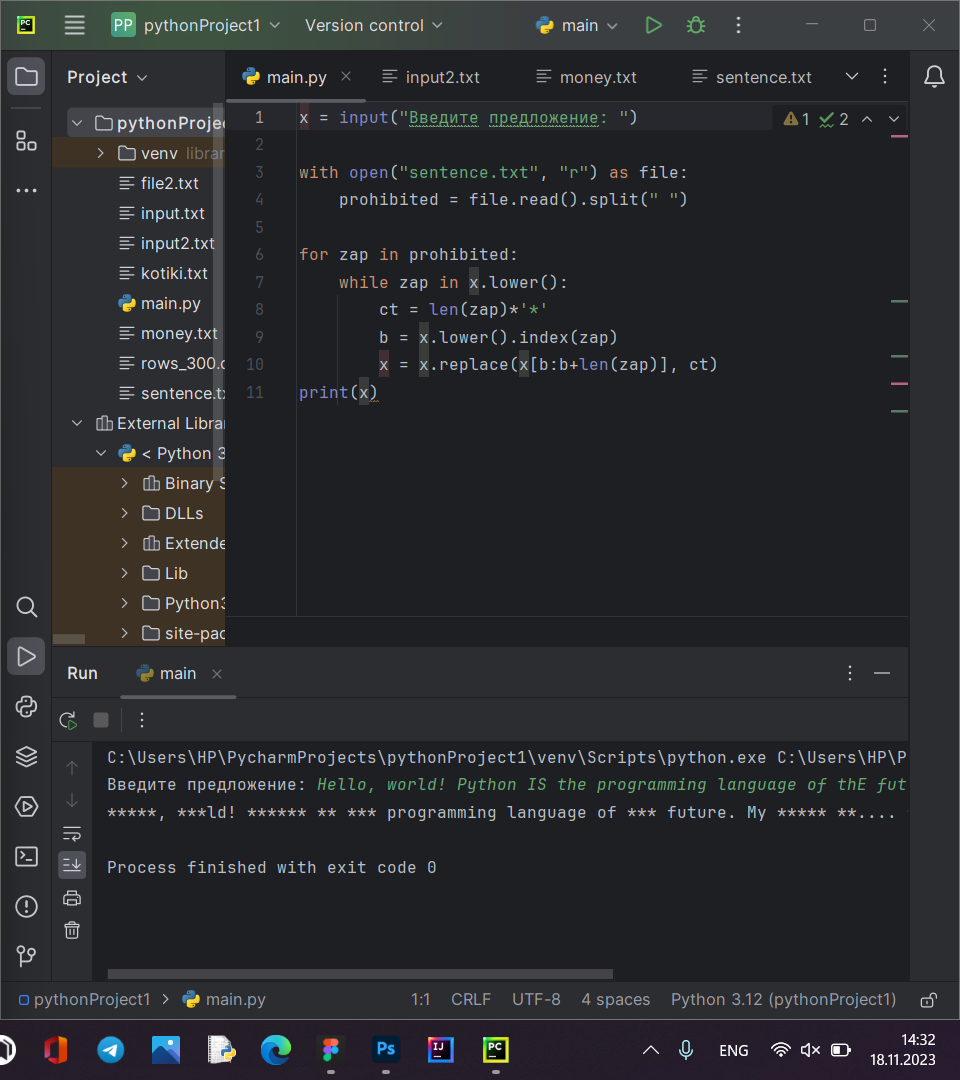 PC
PP pythonProject1 Version control main
Project
main.py input2.txt money.txt sentence.txt
pythonProje
venv librar
file2.txt
input.txt
input2.txt
kotiki.txt
main.py
money.txt
rows_300.c
sentence.tx
External Libra
< Python 3
Binary S
DLLs
Extende
Lib
Python3
site-pac
1 x = input("Введите предложение: ")
1 2
2
3 with open("sentence.txt", "r") as file:
4 prohibited = file.read().split(" ")
5
6 for zap in prohibited:
7 while zap in x.lower():
8 ct = len(zap)*'*'
9 b = x.lower().index(zap)
10 x = x.replace(x[b:b+len(zap)], ct)
11 print(x)
Run main
C:\Users\HP\PycharmProjects\pythonProject1\venv\Scripts\python.exe C:\Users\HP\P
Введите предложение: Hello, world! Python IS the programming language of thE fut
*****, ***ld! ****** ** *** programming language of *** future. My ***** **....
Process finished with exit code 0
pythonProject1 > main.py 1:1 CRLF UTF-8 4 spaces Python 3.12 (pythonProject1)
Ps IJ PC ENG 14:32
18.11.2023